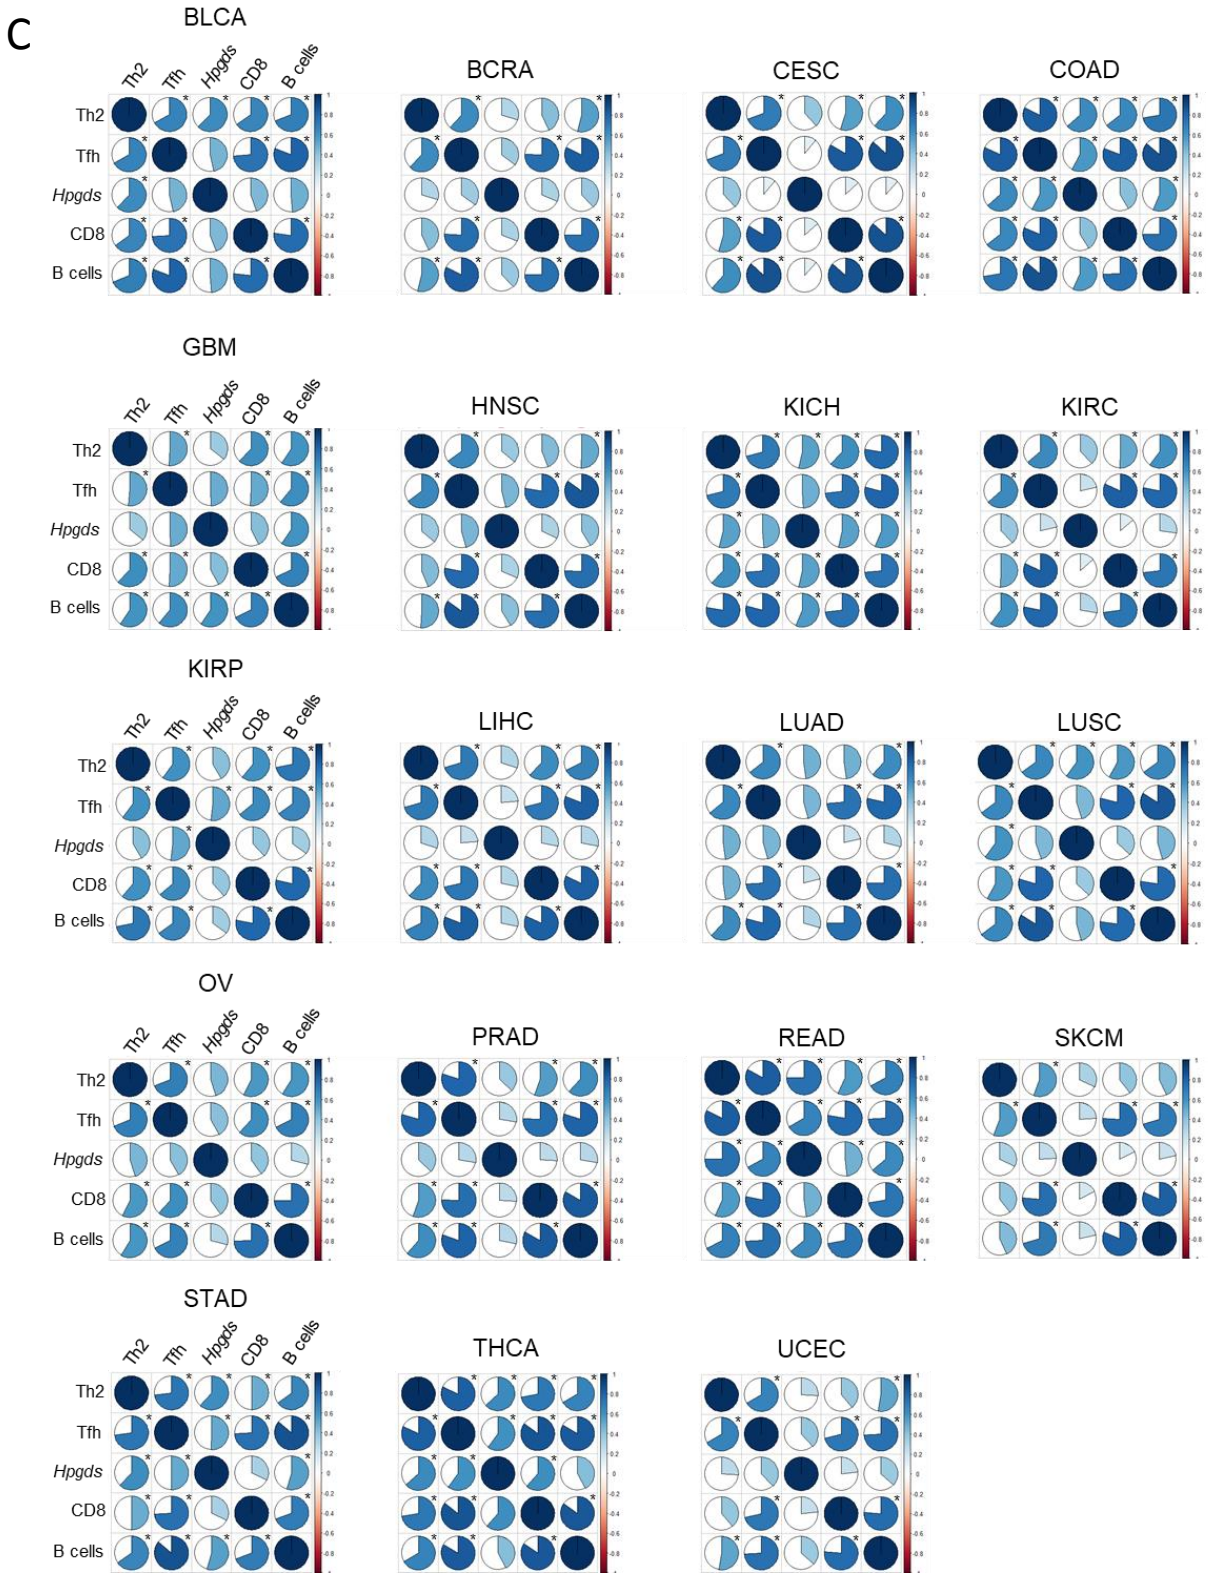 C
BLCA
Th2 Tfh Hpgds CD8 B cells
BCRA CESC COAD
Th2
Tfh
Hpgds
CD8
B cells
GBM
Th2 Tfh Hpgds CD8 B cells
HNSC KICH KIRC
Th2
Tfh
Hpgds
CD8
B cells
KIRP
Th2 Tfh Hpgds CD8 B cells
LIHC LUAD LUSC
Th2
Tfh
Hpgds
CD8
B cells
OV
Th2 Tfh Hpgds CD8 B cells
PRAD READ SKCM
Th2
Tfh
Hpgds
CD8
B cells
STAD
Th2 Tfh Hpgds CD8 B cells
THCA UCEC
Th2
Tfh
Hpgds
CD8
B cells